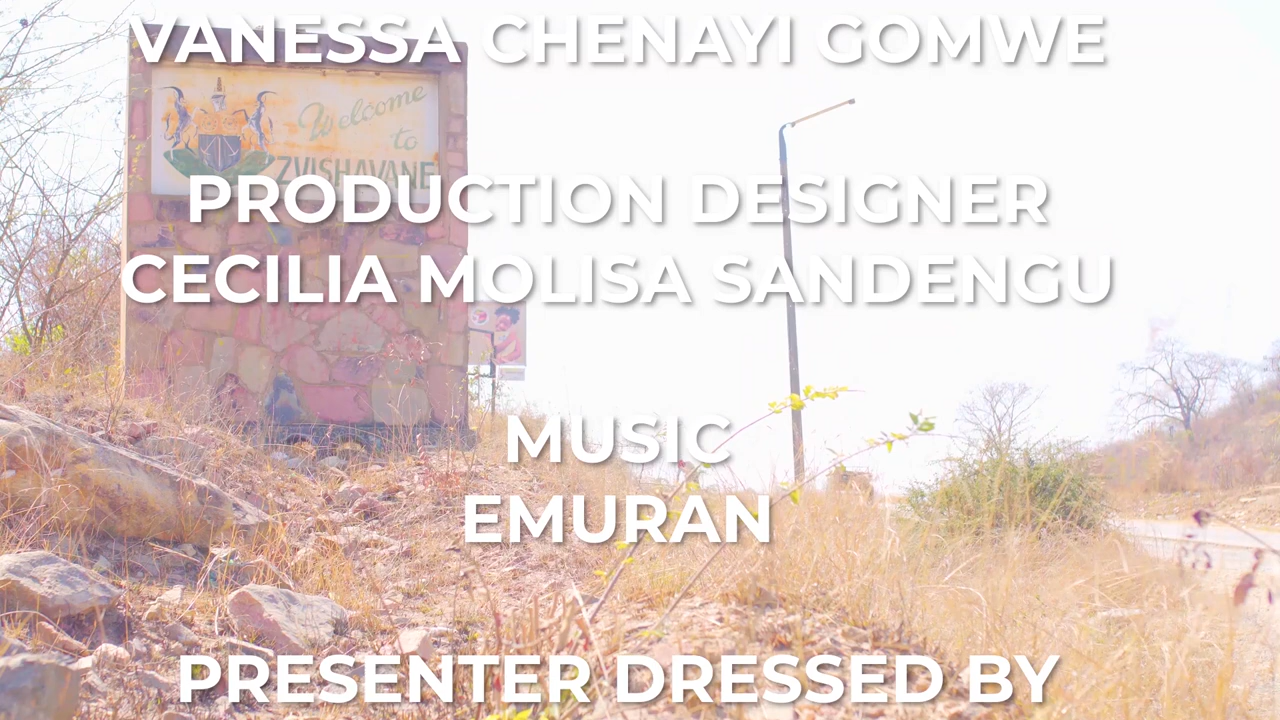 VANESSA CHENAYI GOMWE
Welcome
to
ZVISHAVANE
PRODUCTION DESIGNER
CECILIA MOLISA SANDENGU
MUSIC
EMURAN
PRESENTER DRESSED BY